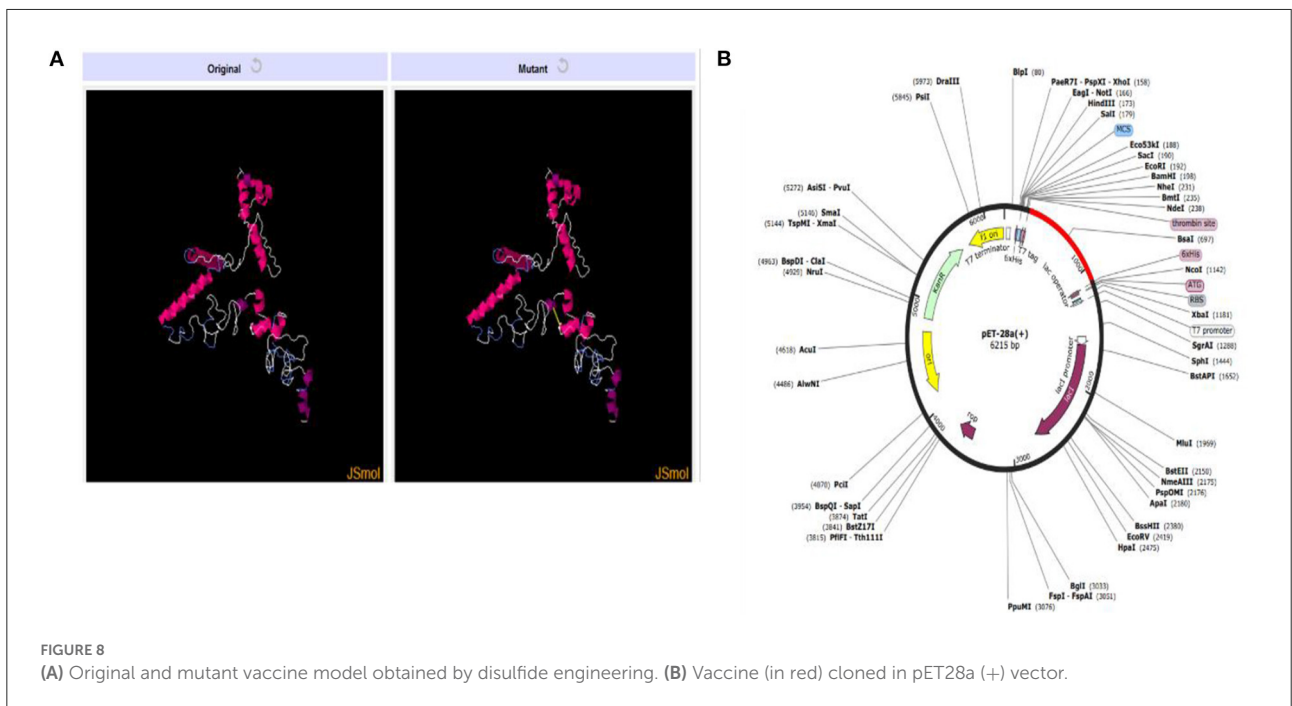 A
Original
Mutant
JSmol
JSmol
B
BlpI (80)
PaeR7I - PspXI - XhoI (158)
EagI - NotI (166)
HindIII (173)
SalI (179)
MCS
Eco53kI (188)
SacI (190)
EcoRI (192)
BamHI (198)
NheI (231)
BmtI (235)
NdeI (238)
thrombin site
BsaI (697)
6xHis
NcoI (1142)
ATG
RBS
XbaI (1181)
T7 promoter
SgrAI (1288)
SphI (1444)
BstAPI (1652)
MluI (1969)
BstEII (2150)
NmeAIII (2175)
PspOMI (2176)
ApaI (2180)
BssHII (2380)
EcoRV (2419)
HpaI (2475)
BglI (3033)
FspI - FspAI (3051)
PpuMI (3076)
(5973) DraIII
(5845) PsiI
(5272) AsiSI - PvuI
(5146) SmaI
(5144) TspMI - XmaI
(4963) BspDI - ClaI
(4929) NruI
(4618) AcuI
(4486) AlwNI
(4070) PciI
(3954) BspQI - SapI
(3874) TatI
(3841) BstZ17I
(3815) PflFI - Tth111I
f1 ori
T7 terminator
6xHis
T7 tag
lac operator
KanR
ori
rop
lacI promoter
lacI
1000
3000
5000
6000
pET-28a(+)
6215 bp
FIGURE 8
(A) Original and mutant vaccine model obtained by disulfide engineering. (B) Vaccine (in red) cloned in pET28a (+) vector.